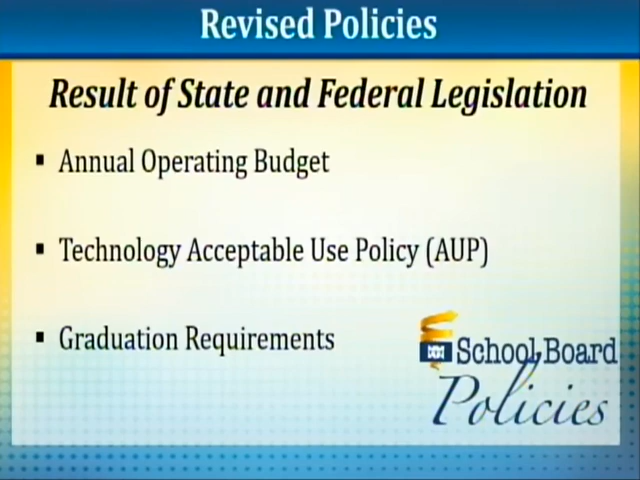 Revised Policies
Result of State and Federal Legislation
▪ Annual Operating Budget
▪ Technology Acceptable Use Policy (AUP)
▪ Graduation Requirements
School Board
Policies